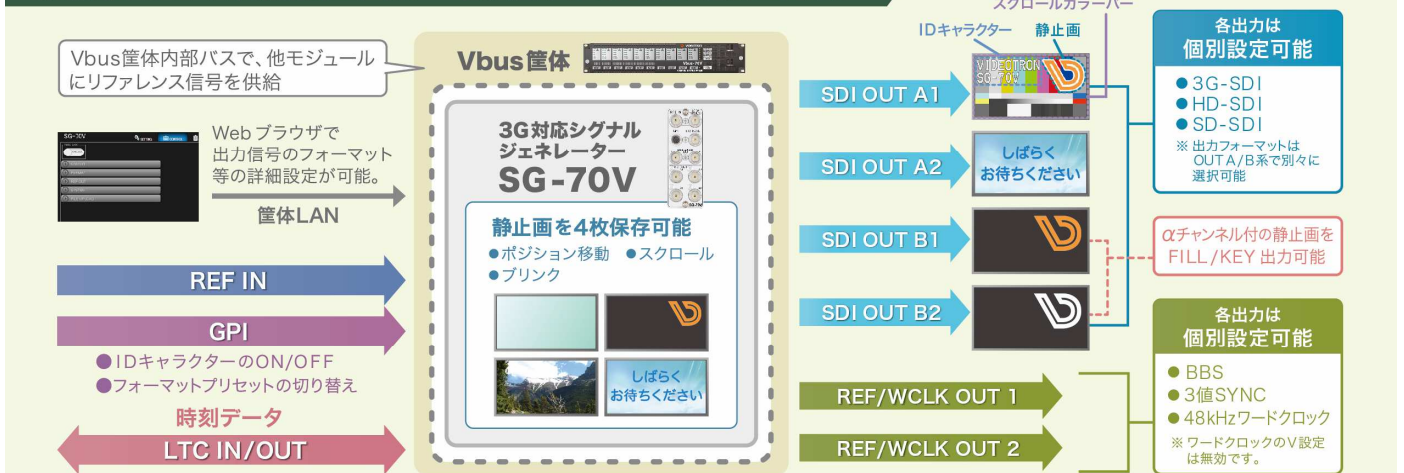 スクロールカラーバー
IDキャラクター
静止画
Vbus筐体内部バスで、他モジュール
にリファレンス信号を供給
SG-70V
Webブラウザで
出力信号のフォーマット
等の詳細設定が可能。
筐体LAN
REF IN
GPI
●IDキャラクターのON/OFF
●フォーマットプリセットの切り替え
時刻データ
LTC IN/OUT
Vbus筐体
3G対応シグナル
ジェネレーター
SG-70V
静止画を4枚保存可能
●ポジション移動 ●スクロール
●ブリンク
しばらく
お待ちください
SDI OUT A1
VIDEOTRON
SG-70V
SDI OUT A2
しばらく
お待ちください
SDI OUT B1
SDI OUT B2
REF/WCLK OUT 1
REF/WCLK OUT 2
各出力は
個別設定可能
●3G-SDI
●HD-SDI
●SD-SDI
※ 出力フォーマットは
OUT A/B系で別々に
選択可能
αチャンネル付の静止画を
FILL/KEY 出力可能
各出力は
個別設定可能
●BBS
●3値SYNC
●48kHzワードクロック
※ ワードクロックのV設定
は無効です。